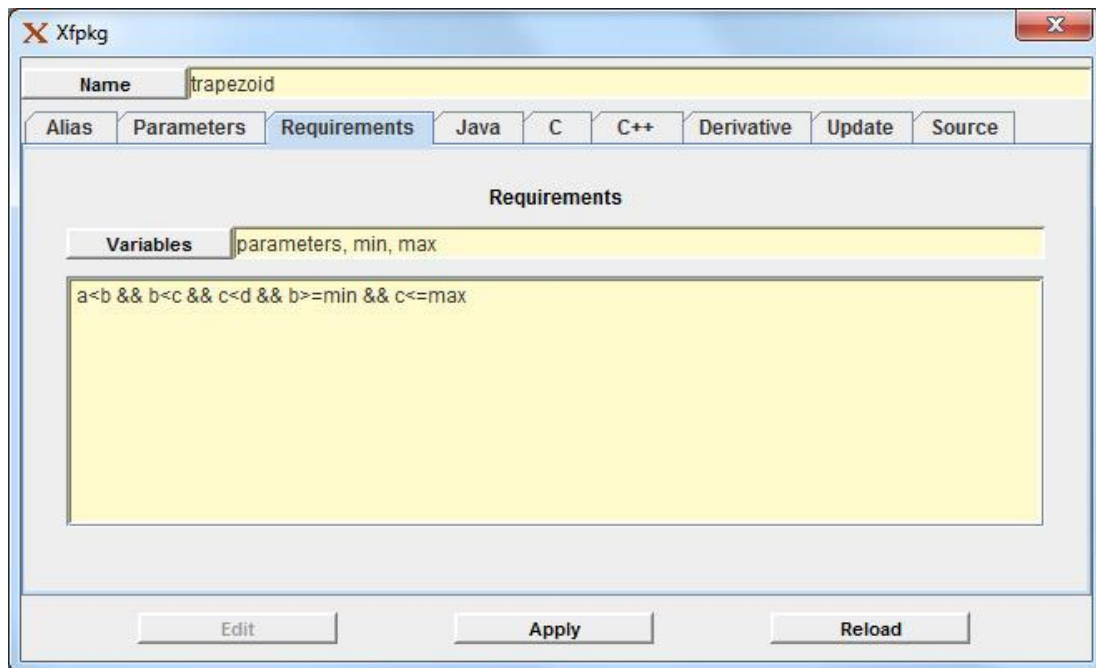 Xfpkg
Name trapezoid
Alias Parameters Requirements Java C C++ Derivative Update Source
Requirements
Variables parameters, min, max
a<b && b<c && c<d && b>=min && c<=max
Edit Apply Reload